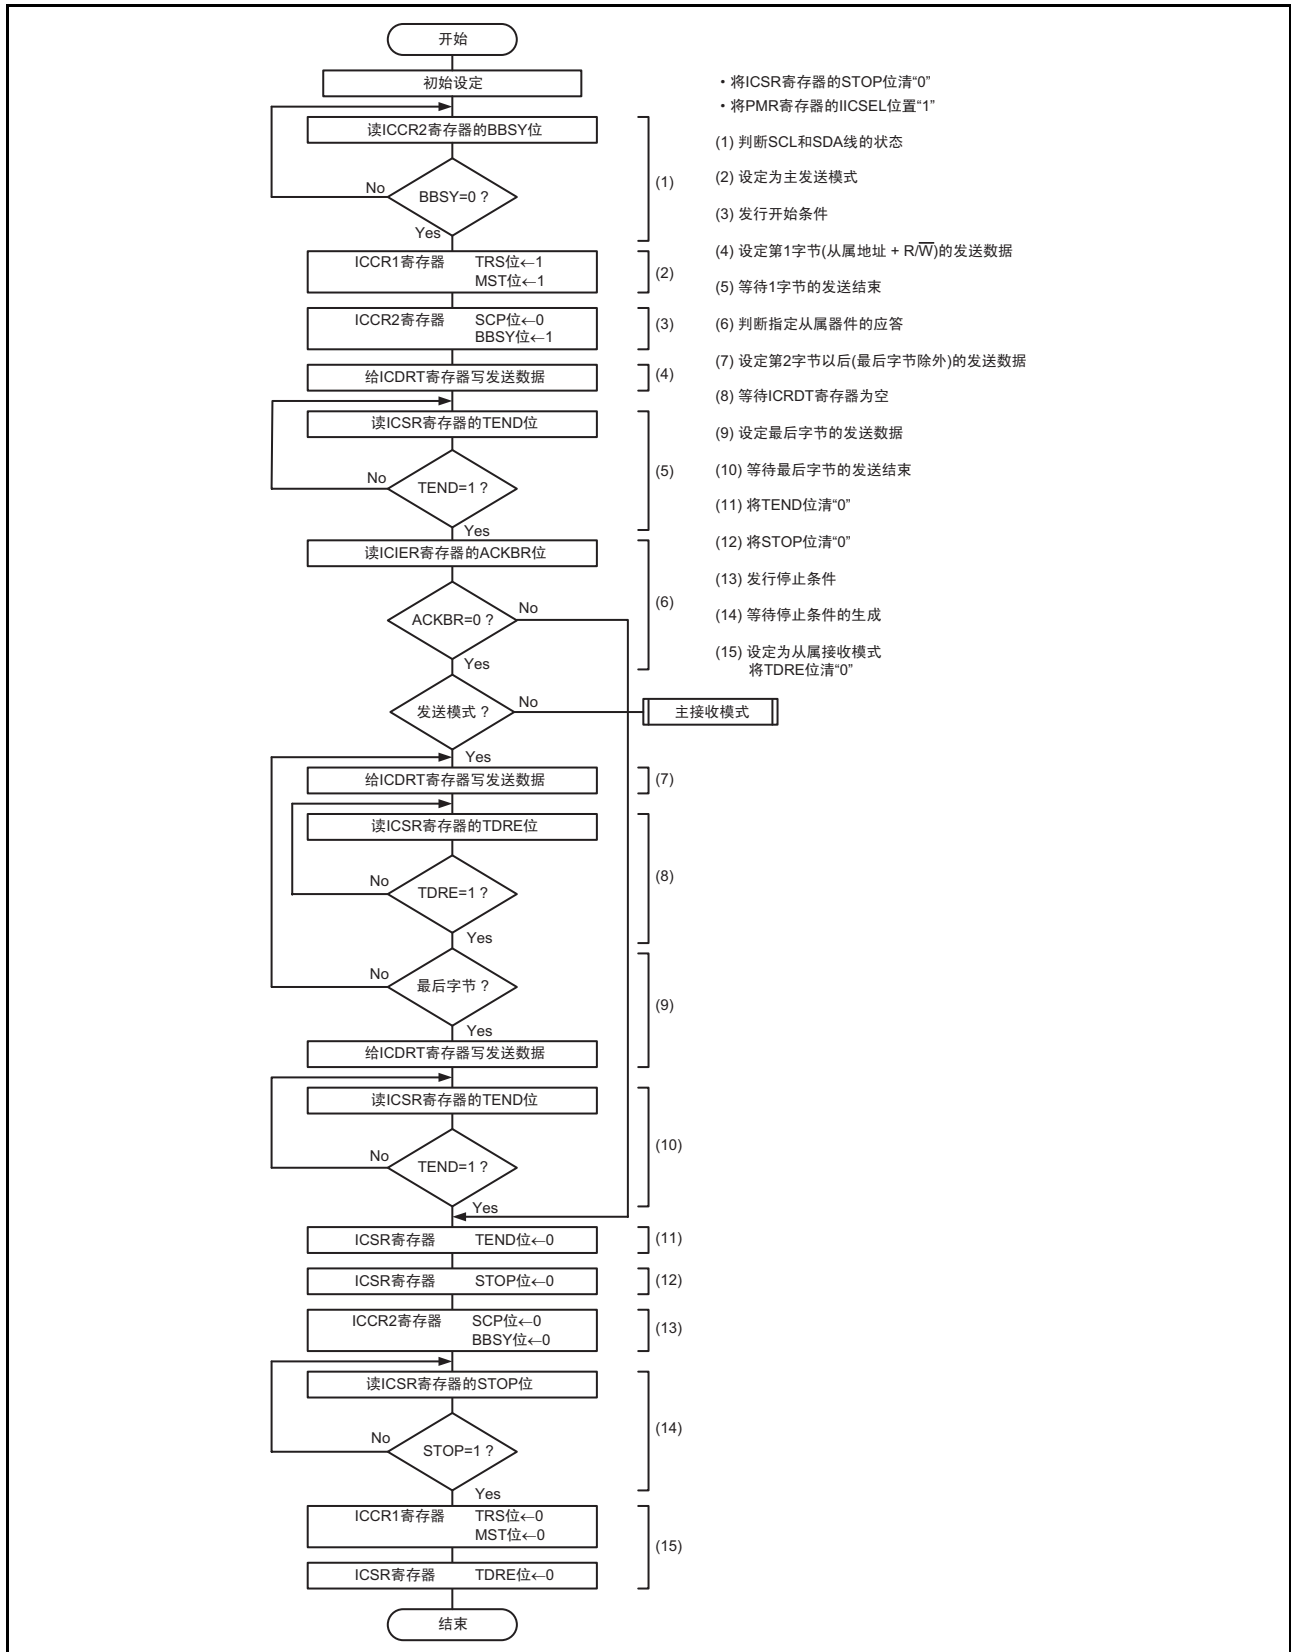 开始
初始设定
读ICCR2寄存器的BBSY位
No
BBSY=0 ?
Yes
(1)
ICCR1寄存器 TRS位←1
MST位←1
(2)
ICCR2寄存器 SCP位←0
BBSY位←1
(3)
给ICDRT寄存器写发送数据
(4)
读ICSR寄存器的TEND位
No
TEND=1 ?
Yes
(5)
读ICIER寄存器的ACKBR位
ACKBR=0 ?
No
Yes
(6)
发送模式 ?
No
主接收模式
Yes
给ICDRT寄存器写发送数据
(7)
读ICSR寄存器的TDRE位
No
TDRE=1 ?
Yes
(8)
No
最后字节 ?
Yes
给ICDRT寄存器写发送数据
(9)
读ICSR寄存器的TEND位
No
TEND=1 ?
Yes
(10)
ICSR寄存器 TEND位←0
(11)
ICSR寄存器 STOP位←0
(12)
ICCR2寄存器 SCP位←0
BBSY位←0
(13)
读ICSR寄存器的STOP位
No
STOP=1 ?
Yes
(14)
ICCR1寄存器 TRS位←0
MST位←0
ICSR寄存器 TDRE位←0
(15)
结束
・将ICSR寄存器的STOP位清“0”
・将PMR寄存器的IICSEL位置“1”
(1) 判断SCL和SDA线的状态
(2) 设定为主发送模式
(3) 发行开始条件
(4) 设定第1字节(从属地址 + R/W̅)的发送数据
(5) 等待1字节的发送结束
(6) 判断指定从属器件的应答
(7) 设定第2字节以后(最后字节除外)的发送数据
(8) 等待ICRDT寄存器为空
(9) 设定最后字节的发送数据
(10) 等待最后字节的发送结束
(11) 将TEND位清“0”
(12) 将STOP位清“0”
(13) 发行停止条件
(14) 等待停止条件的生成
(15) 设定为从属接收模式
将TDRE位清“0”